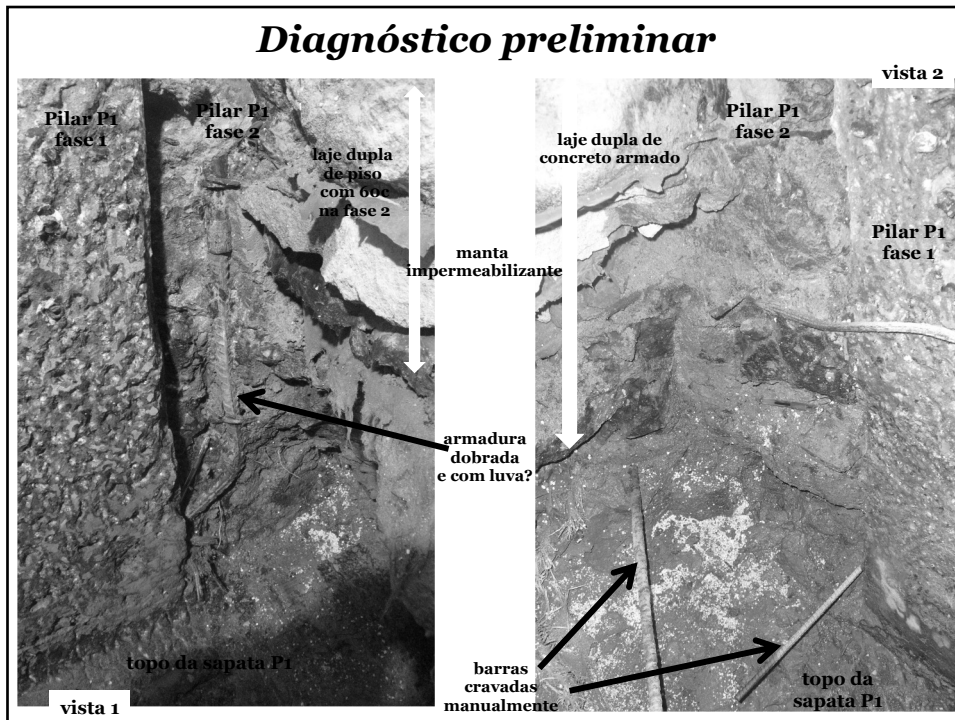 Diagnóstico preliminar
vista 2
Pilar P1
fase 1
Pilar P1
fase 2
laje dupla
de piso
com 60c
na fase 2
manta
impermeabilizante
armadura
dobrada
e com luva?
topo da sapata P1
vista 1
laje dupla de
concreto armado
Pilar P1
fase 2
Pilar P1
fase 1
barras
cravadas
manualmente
topo da
sapata P1